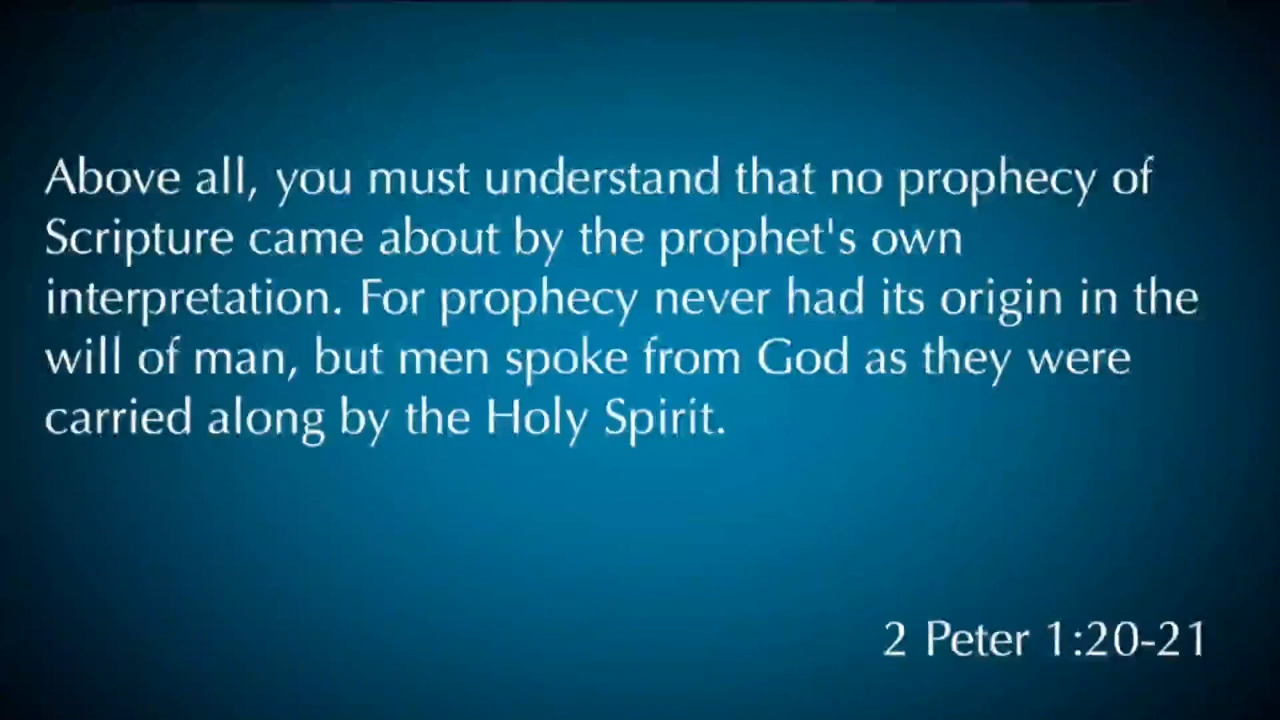 Above all, you must understand that no prophecy of
Scripture came about by the prophet's own
interpretation. For prophecy never had its origin in the
will of man, but men spoke from God as they were
carried along by the Holy Spirit.
2 Peter 1:20-21